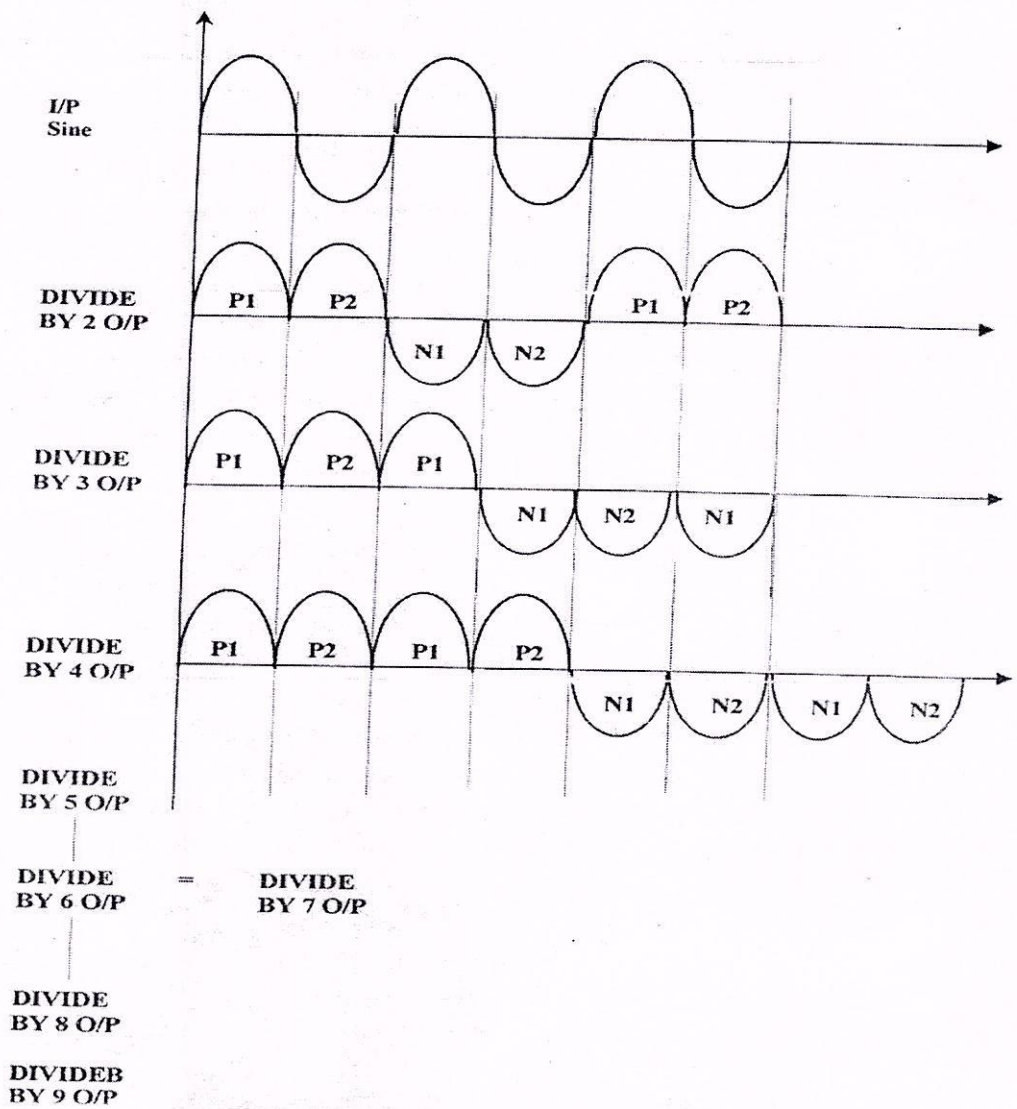 I/P
Sine
DIVIDE
BY 2 O/P
P1 P2 N1 N2 P1 P2
DIVIDE
BY 3 O/P
P1 P2 P1 N1 N2 N1
DIVIDE
BY 4 O/P
P1 P2 P1 P2 N1 N2 N1 N2
DIVIDE
BY 5 O/P
DIVIDE = DIVIDE
BY 6 O/P BY 7 O/P
DIVIDE
BY 8 O/P
DIVIDEB
BY 9 O/P